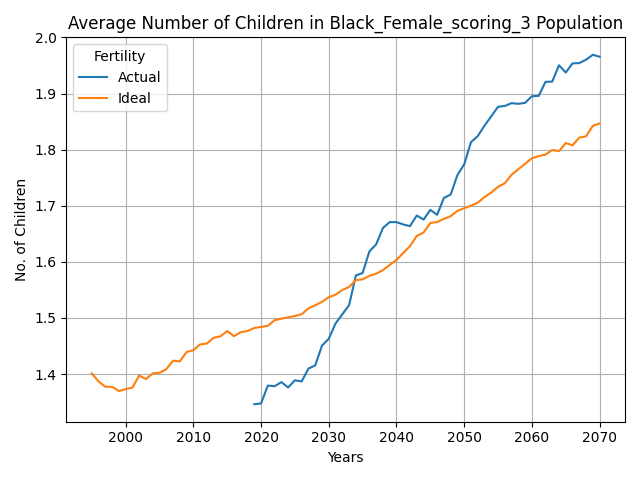 Average Number of Children in Black_Female_scoring_3 Population
Fertility
Actual
Ideal
No. of Children
2.0
1.9
1.8
1.7
1.6
1.5
1.4
2000 2010 2020 2030 2040 2050 2060 2070
Years